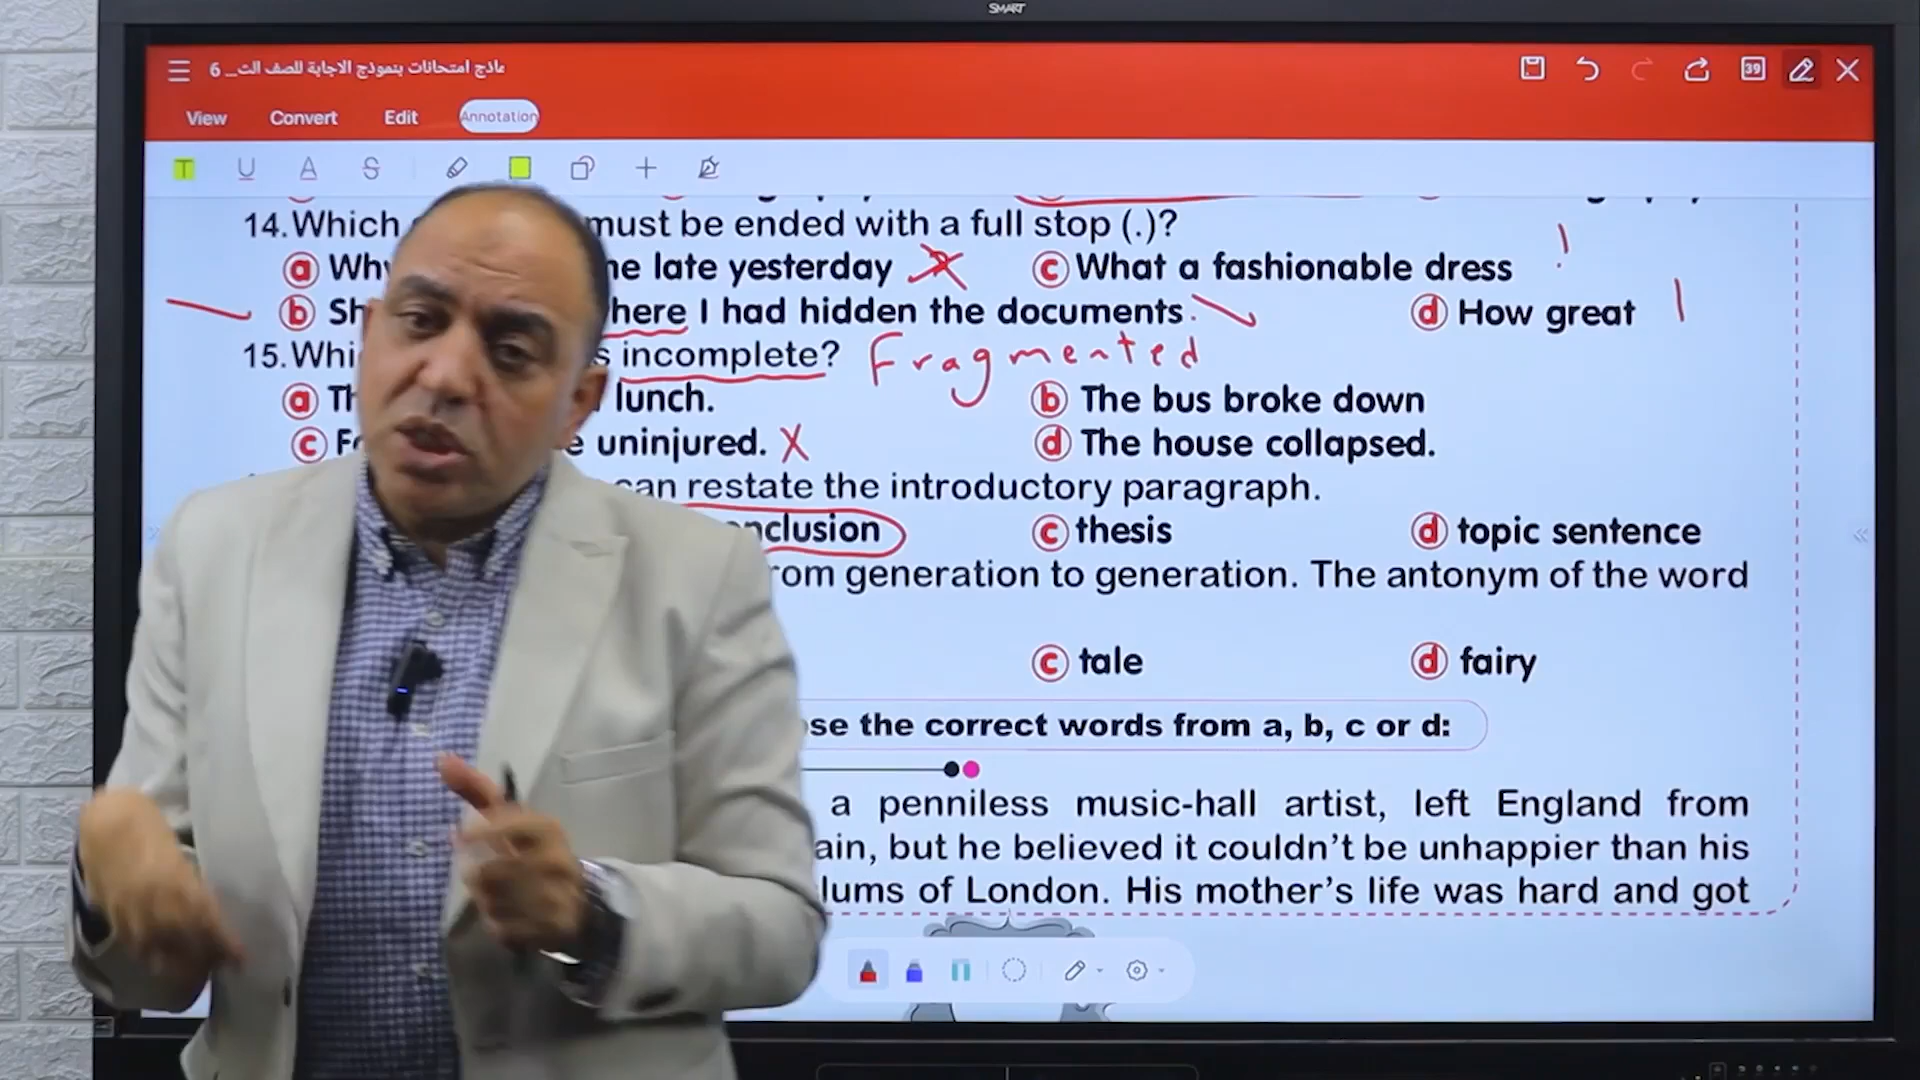 SMART
ماذج امتحانات بنموذج الاجابة للصف الث... 6
39
View Convert Edit Annotation
T U A S
14.Which must be ended with a full stop (.)?
a Why me late yesterday c What a fashionable dress !
b Sh here I had hidden the documents. d How great !
15.Whi s incomplete? Fragmented
a Th lunch. b The bus broke down
c F e uninjured. X d The house collapsed.
can restate the introductory paragraph.
nclusion c thesis d topic sentence
rom generation to generation. The antonym of the word
c tale d fairy
ose the correct words from a, b, c or d:
a penniless music-hall artist, left England from
ain, but he believed it couldn't be unhappier than his
lums of London. His mother's life was hard and got